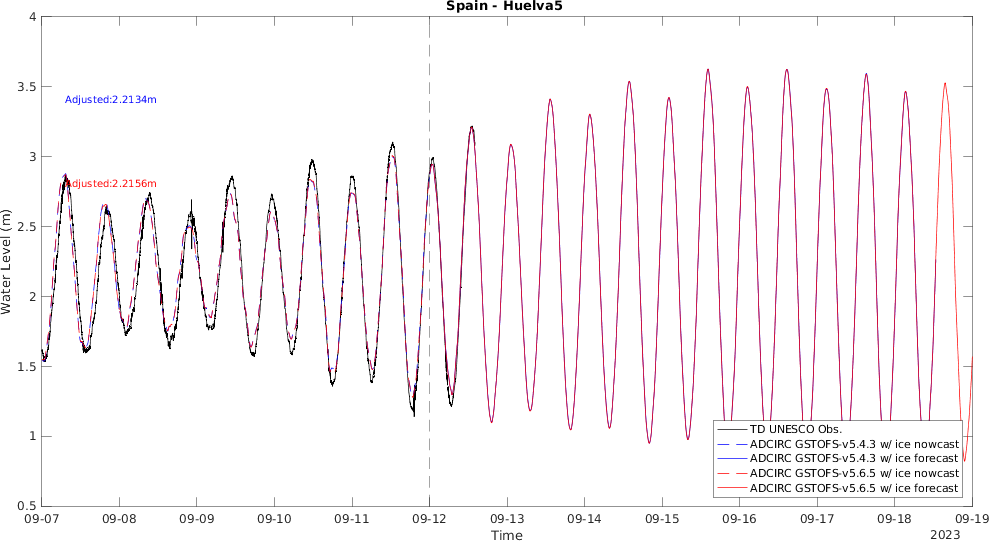 Spain - Huelva5
4
3.5
3
2.5
2
1.5
1
0.5
Water Level (m)
Adjusted:2.2134m
Adjusted:2.2156m
TD UNESCO Obs.
ADCIRC GSTOFS-v5.4.3 w/ ice nowcast
ADCIRC GSTOFS-v5.4.3 w/ ice forecast
ADCIRC GSTOFS-v5.6.5 w/ ice nowcast
ADCIRC GSTOFS-v5.6.5 w/ ice forecast
09-07 09-08 09-09 09-10 09-11 09-12 09-13 09-14 09-15 09-16 09-17 09-18 09-19
Time
2023